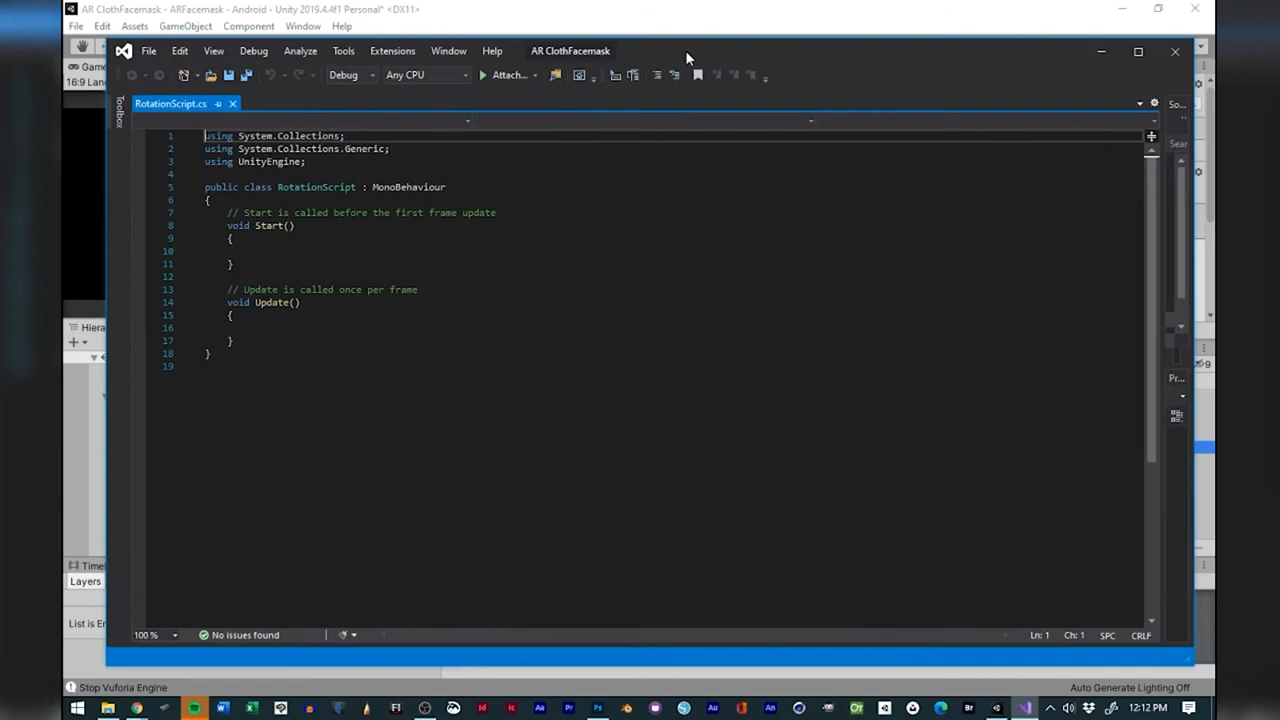 AR ClothFacemask - ARFacemask - Android - Unity 2019.4.4f1 Personal* <DX11>
File Edit Assets GameObject Component Window Help
File Edit View Debug Analyze Tools Extensions Window Help AR ClothFacemask
Game
16:9 Land
Debug Any CPU Attach...
Toolbox
RotationScript.cs
So...
Sear
1 using System.Collections;
2 using System.Collections.Generic;
3 using UnityEngine;
4
5 public class RotationScript : MonoBehaviour
6 {
7 // Start is called before the first frame update
8 void Start()
9 {
10
11 }
12
13 // Update is called once per frame
14 void Update()
15 {
16
17 }
18 }
19
Hiera
Pr...
9
Timel
Layers
List is En
100 % No issues found Ln: 1 Ch: 1 SPC CRLF
Stop Vuforia Engine Auto Generate Lighting Off
12:12 PM